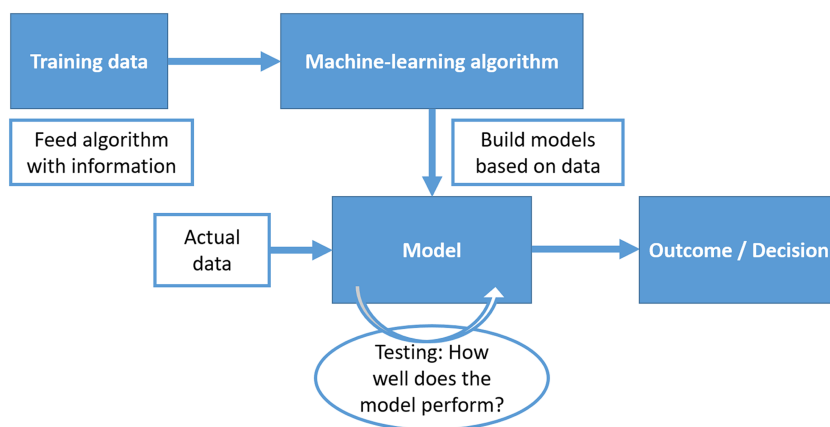 Training data
Machine-learning algorithm
Feed algorithm
with information
Build models
based on data
Actual
data
Model
Outcome / Decision
Testing: How
well does the
model perform?